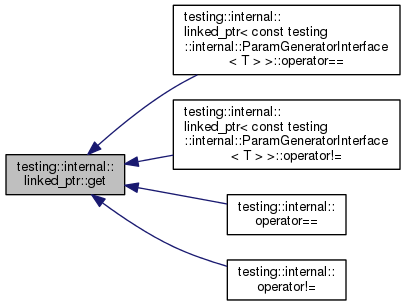 testing::internal::
linked_ptr< const testing
::internal::ParamGeneratorInterface
< T > >::operator==
testing::internal::
linked_ptr< const testing
::internal::ParamGeneratorInterface
< T > >::operator!=
testing::internal::
linked_ptr::get
testing::internal::
operator==
testing::internal::
operator!=